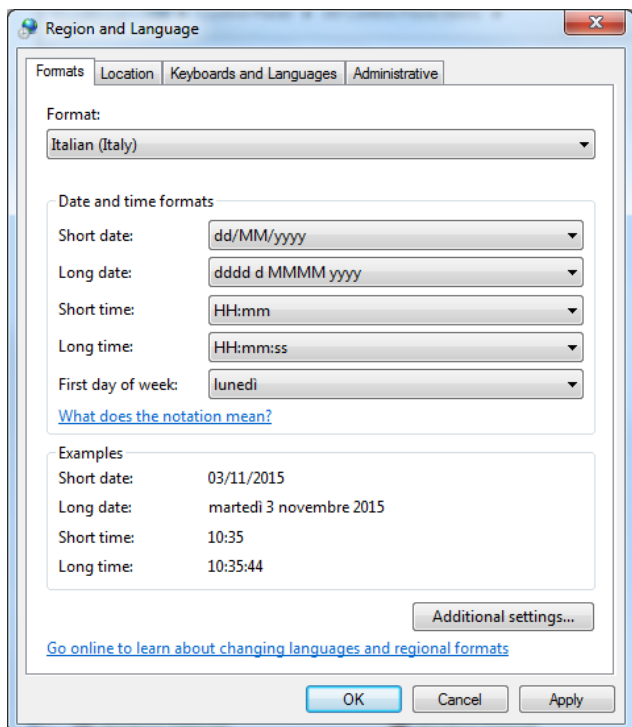 Region and Language
Formats Location Keyboards and Languages Administrative
Format:
Italian (Italy)
Date and time formats
Short date: dd/MM/yyyy
Long date: dddd d MMMM yyyy
Short time: HH:mm
Long time: HH:mm:ss
First day of week: lunedì
What does the notation mean?
Examples
Short date: 03/11/2015
Long date: martedì 3 novembre 2015
Short time: 10:35
Long time: 10:35:44
Additional settings...
Go online to learn about changing languages and regional formats
OK Cancel Apply